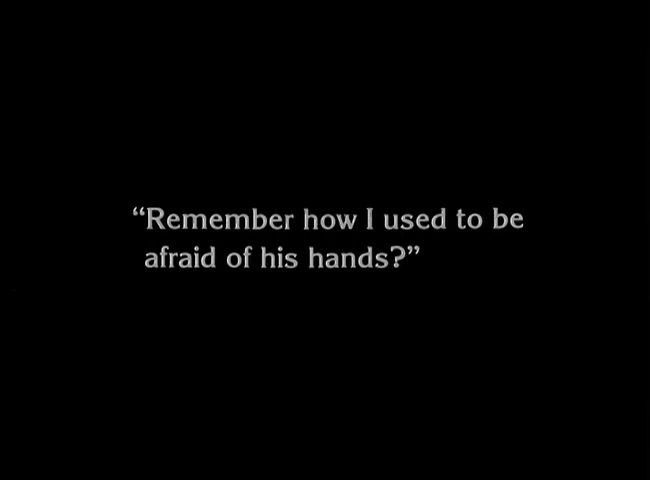 “Remember how I used to be
afraid of his hands?”